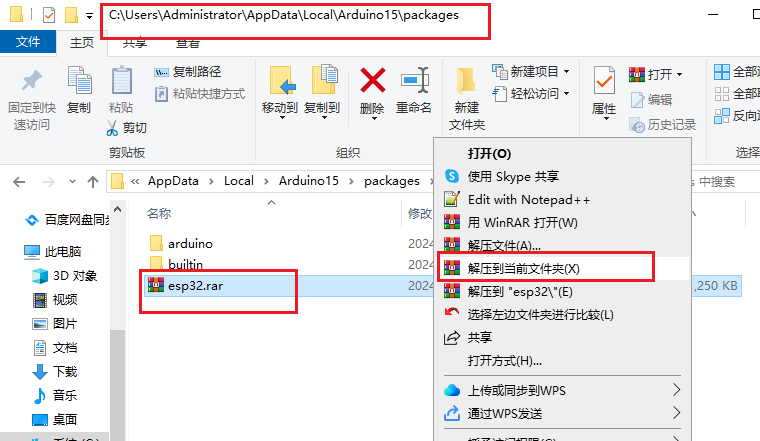 C:\Users\Administrator\AppData\Local\Arduino15\packages
文件
主页
共享
查看
固定到快速访问
复制
粘贴
复制路径
粘贴快捷方式
剪切
剪贴板
移动到
复制到
删除
重命名
组织
新建文件夹
新建项目
轻松访问
属性
打开
编辑
历史记录
全部
全部
反向
选择
« AppData > Local > Arduino15 > packages >
中搜索
百度网盘同步
此电脑
3D 对象
视频
图片
文档
下载
音乐
桌面
名称
修改
arduino
2024
builtin
2024
esp32.rar
2024
,250 KB
打开(O)
使用 Skype 共享
Edit with Notepad++
用 WinRAR 打开(W)
解压文件(A)...
解压到当前文件夹(X)
解压到 "esp32\"(E)
选择左边文件夹进行比较(L)
共享
打开方式(H)...
上传或同步到WPS
通过WPS发送